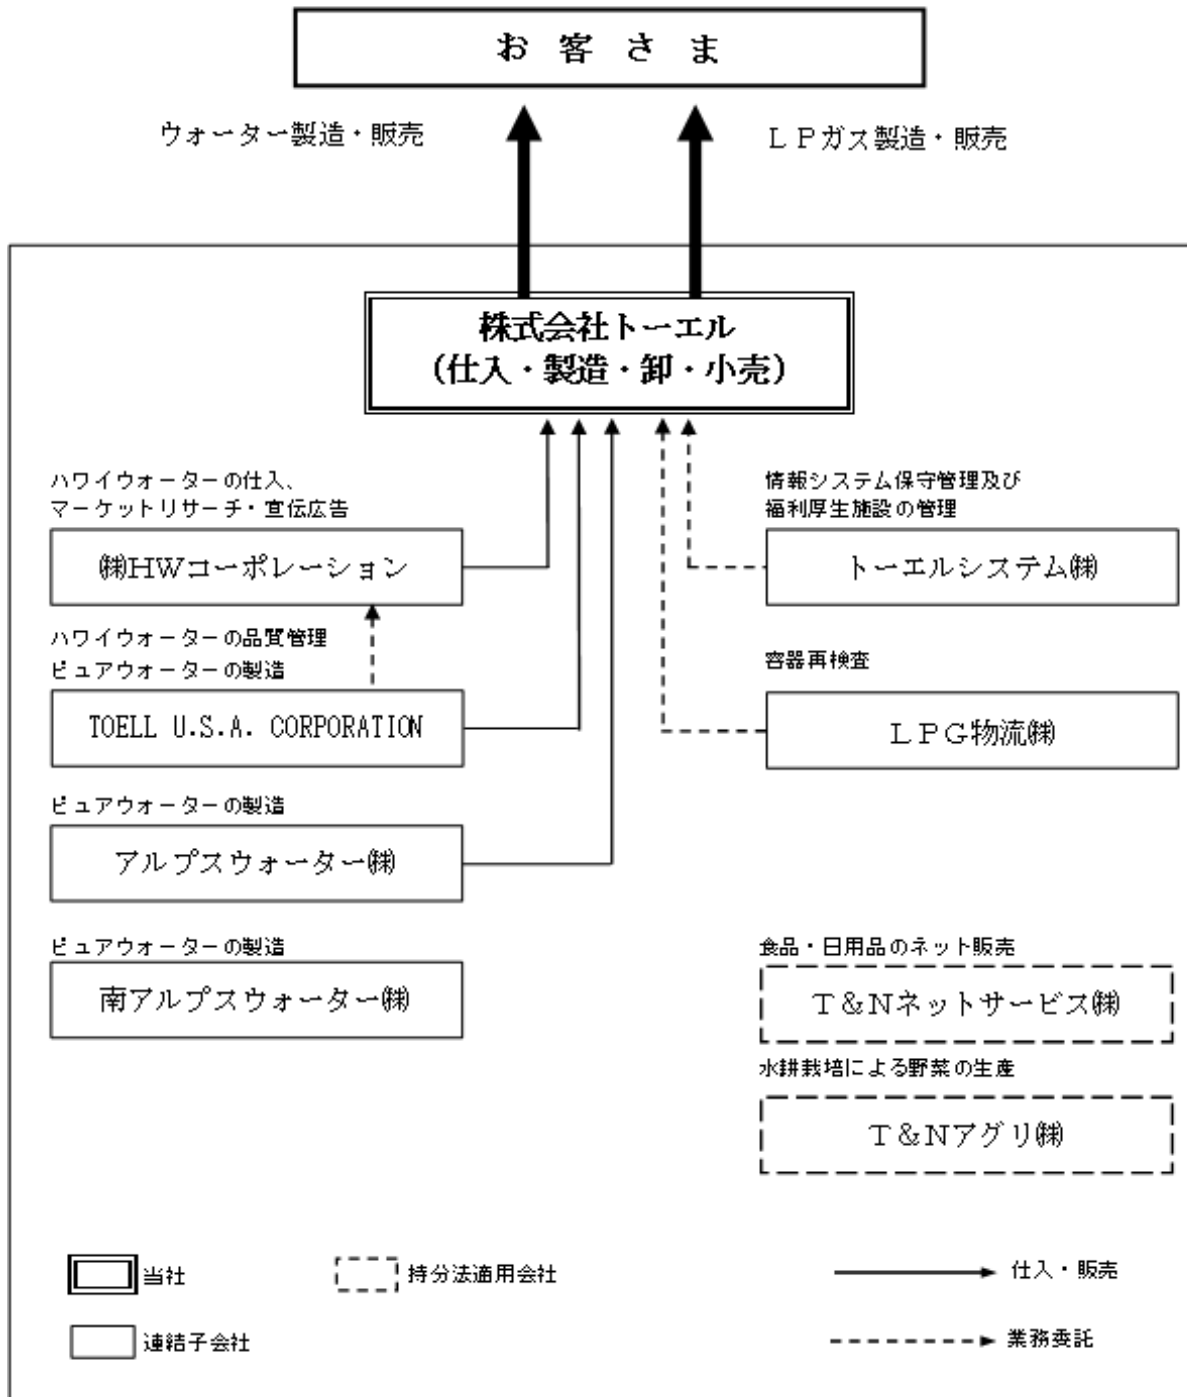 お客さま
ウォーター製造・販売
ＬＰガス製造・販売
株式会社トーエル
（仕入・製造・卸・小売）
ハワイウォーターの仕入、
マーケットリサーチ・宣伝広告
㈱HWコーポレーション
情報システム保守管理及び
福利厚生施設の管理
トーエルシステム㈱
ハワイウォーターの品質管理
ピュアウォーターの製造
TOELL U.S.A. CORPORATION
容器再検査
ＬＰＧ物流㈱
ピュアウォーターの製造
アルプスウォーター㈱
ピュアウォーターの製造
南アルプスウォーター㈱
食品・日用品のネット販売
Ｔ＆Ｎネットサービス㈱
水耕栽培による野菜の生産
Ｔ＆Ｎアグリ㈱
当社
持分法適用会社
仕入・販売
連結子会社
業務委託